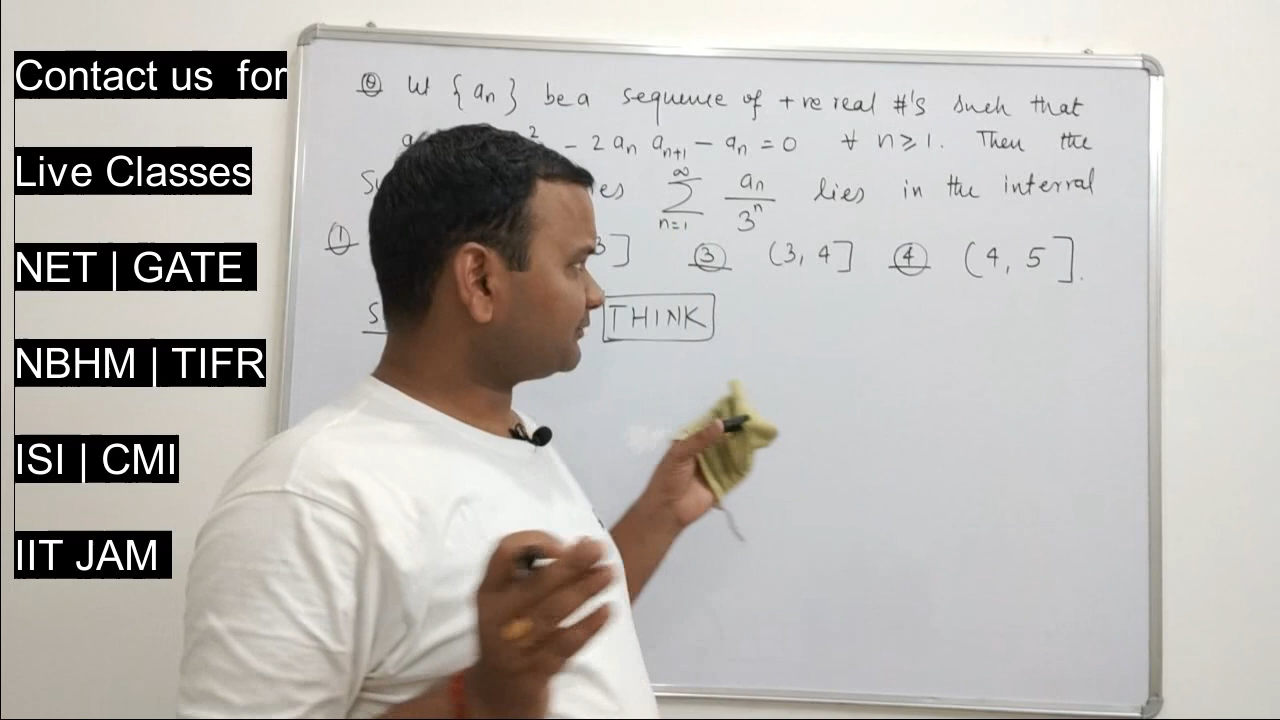 Contact us for
Live Classes
NET | GATE
NBHM | TIFR
ISI | CMI
IIT JAM
Q Let {aₙ} be a sequence of +ve real #'s such that
² - 2 aₙ aₙ₊₁ - aₙ = 0 ∀ n ≥ 1. Then the
∞ Σ n=1 aₙ/3ⁿ lies in the interval
① 3] ③ (3, 4] ④ (4, 5].
THINK